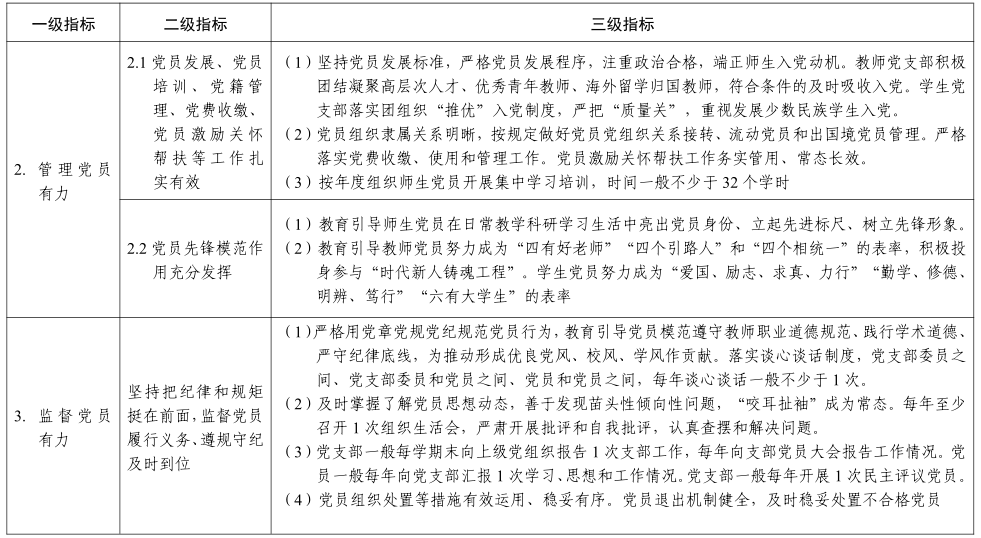 一级指标
二级指标
三级指标
2. 管理党员
有力
2.1 党员发展、党员
培训、党籍管
理、党费收缴、
党员激励关怀
帮扶等工作扎
实有效
（1）坚持党员发展标准，严格党员发展程序，注重政治合格，端正师生入党动机。教师党支部积极
团结凝聚高层次人才、优秀青年教师、海外留学归国教师，符合条件的及时吸收入党。学生党
支部落实团组织“推优”入党制度，严把“质量关”，重视发展少数民族学生入党。
（2）党员组织隶属关系明晰，按规定做好党员党组织关系接转、流动党员和出国境党员管理。严格
落实党费收缴、使用和管理工作。党员激励关怀帮扶工作务实管用、常态长效。
（3）按年度组织师生党员开展集中学习培训，时间一般不少于 32 个学时
2.2 党员先锋模范作
用充分发挥
（1）教育引导师生党员在日常教学科研学习生活中亮出党员身份、立起先进标尺、树立先锋形象。
（2）教育引导教师党员努力成为“四有好老师”“四个引路人”和“四个相统一”的表率，积极投
身参与“时代新人铸魂工程”。学生党员努力成为“爱国、励志、求真、力行”“勤学、修德、
明辨、笃行”“六有大学生”的表率
3. 监督党员
有力
坚持把纪律和规矩
挺在前面，监督党员
履行义务、遵规守纪
及时到位
（1）严格用党章党规党纪规范党员行为，教育引导党员模范遵守教师职业道德规范、践行学术道德、
严守纪律底线，为推动形成优良党风、校风、学风作贡献。落实谈心谈话制度，党支部委员之
间、党支部委员和党员之间、党员和党员之间，每年谈心谈话一般不少于 1 次。
（2）及时掌握了解党员思想动态，善于发现苗头性倾向性问题，“咬耳扯袖”成为常态。每年至少
召开 1 次组织生活会，严肃开展批评和自我批评，认真查摆和解决问题。
（3）党支部一般每学期末向上级党组织报告 1 次支部工作，每年向支部党员大会报告工作情况。党
员一般每年向党支部汇报 1 次学习、思想和工作情况。党支部一般每年开展 1 次民主评议党员。
（4）党员组织处置等措施有效运用、稳妥有序。党员退出机制健全，及时稳妥处置不合格党员